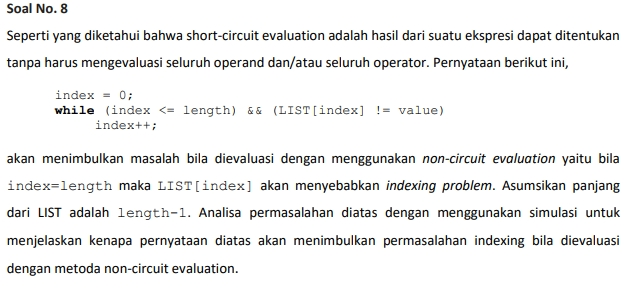 Soal No. 8
Seperti yang diketahui bahwa short-circuit evaluation adalah hasil dari suatu ekspresi dapat ditentukan
tanpa harus mengevaluasi seluruh operand dan/atau seluruh operator. Pernyataan berikut ini,
index = 0;
while (index <= length) && (LIST[index] != value)
index++;
akan menimbulkan masalah bila dievaluasi dengan menggunakan non-circuit evaluation yaitu bila
index=length maka LIST[index] akan menyebabkan indexing problem. Asumsikan panjang
dari LIST adalah length-1. Analisa permasalahan diatas dengan menggunakan simulasi untuk
menjelaskan kenapa pernyataan diatas akan menimbulkan permasalahan indexing bila dievaluasi
dengan metoda non-circuit evaluation.